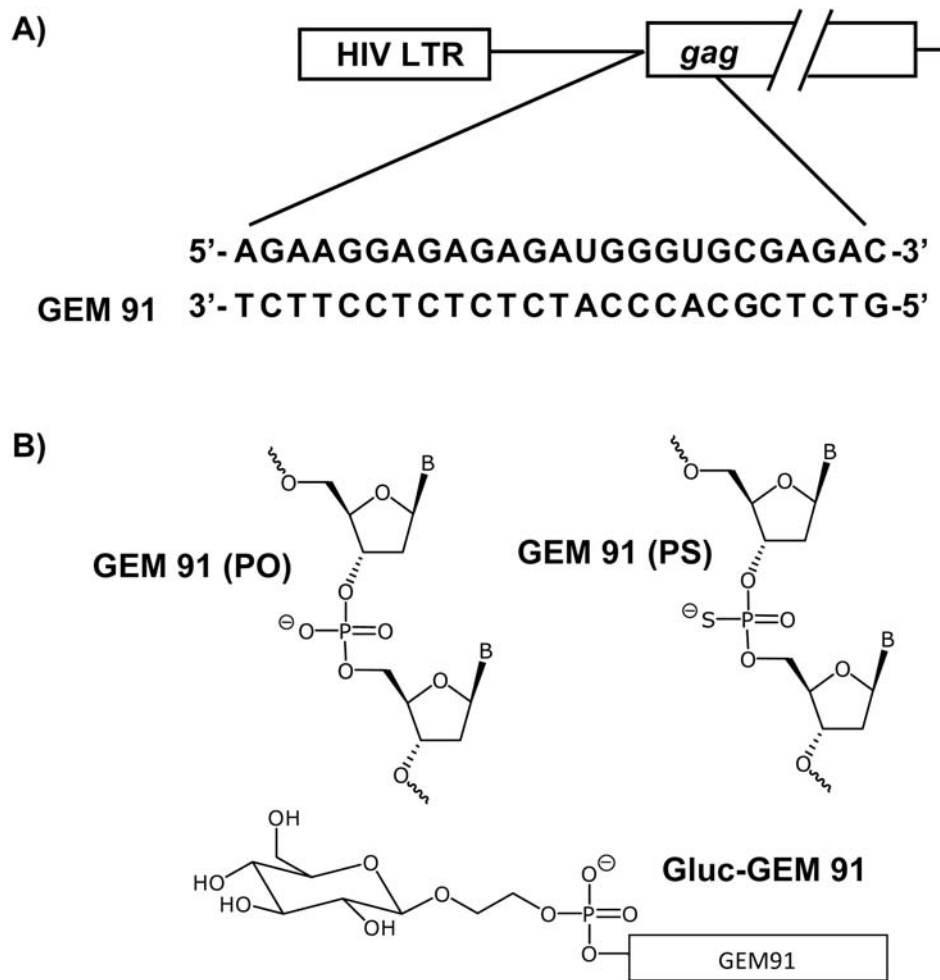 A)
HIV LTR
gag
5’- AGAAGGAGAGAGAUGGGUGCGAGAC-3’
GEM 91 3’- TCTTCCTCTCTCTACCCACGCTCTG-5’
B)
GEM 91 (PO)
O
O
B
O
⊖
O-P=O
O
O
B
O
GEM 91 (PS)
O
O
B
O
⊖
S-P=O
O
O
B
O
Gluc-GEM 91
OH
HO
HO
OH
O
O
O
O⊖
P=O
O
GEM91